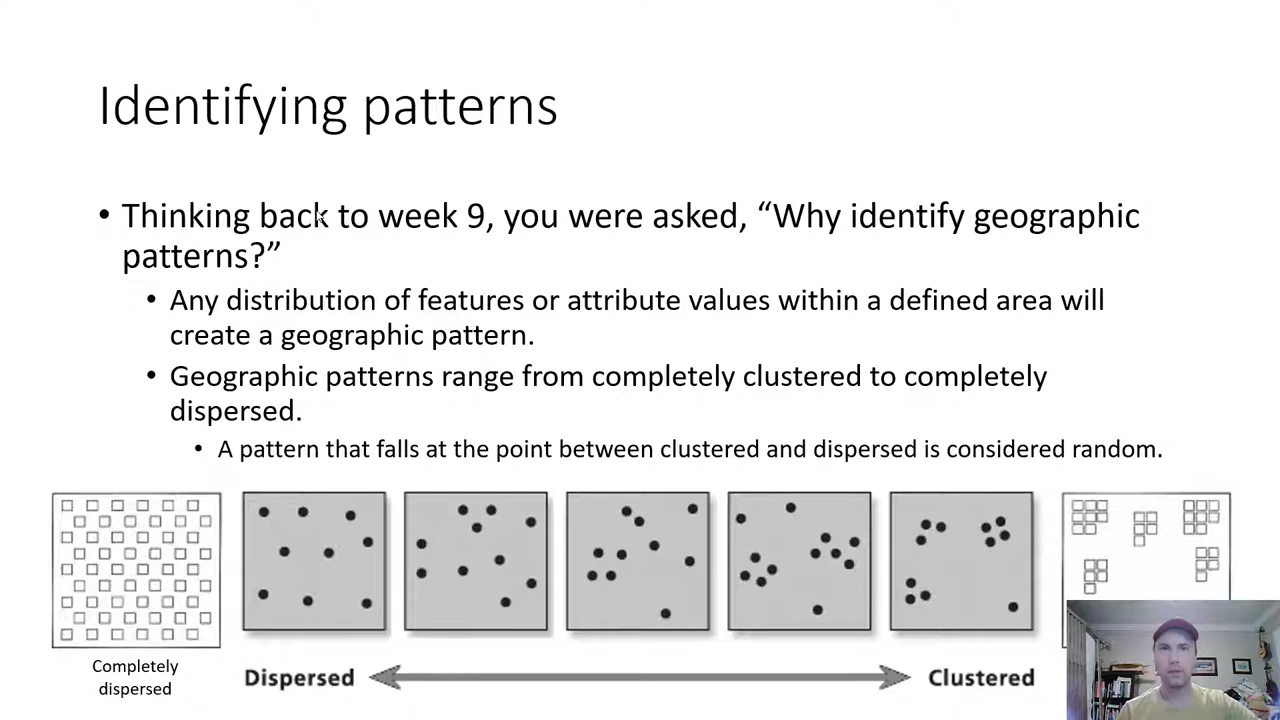 Identifying patterns
• Thinking back to week 9, you were asked, “Why identify geographic
patterns?”
• Any distribution of features or attribute values within a defined area will
create a geographic pattern.
• Geographic patterns range from completely clustered to completely
dispersed.
• A pattern that falls at the point between clustered and dispersed is considered random.
Completely
dispersed
Dispersed
Clustered